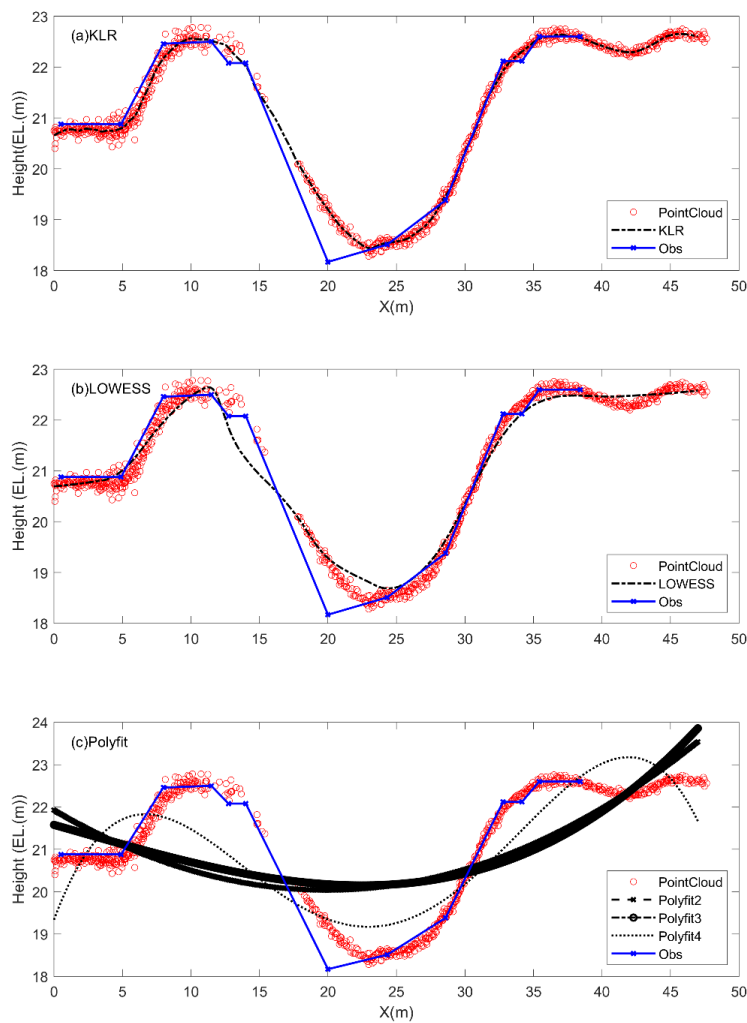 23
(a)KLR
22
21
20
19
18
Height(EL.(m))
PointCloud
KLR
Obs
0 5 10 15 20 25 30 35 40 45 50
X(m)
23
(b)LOWESS
22
21
20
19
18
Height (EL.(m))
PointCloud
LOWESS
Obs
0 5 10 15 20 25 30 35 40 45 50
24
(c)Polyfit
23
22
21
20
19
18
Height (EL.(m))
PointCloud
Polyfit2
Polyfit3
Polyfit4
Obs
0 5 10 15 20 25 30 35 40 45 50
X(m)